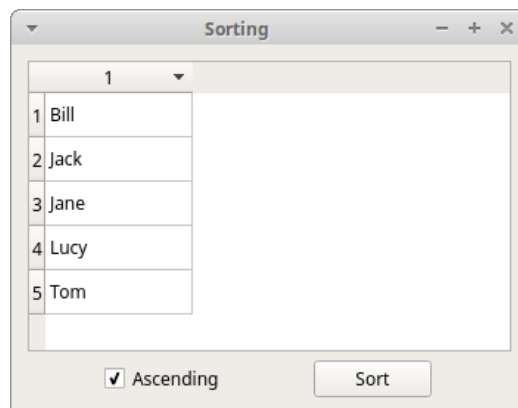 Sorting
1
1 Bill
2 Jack
3 Jane
4 Lucy
5 Tom
Ascending Sort